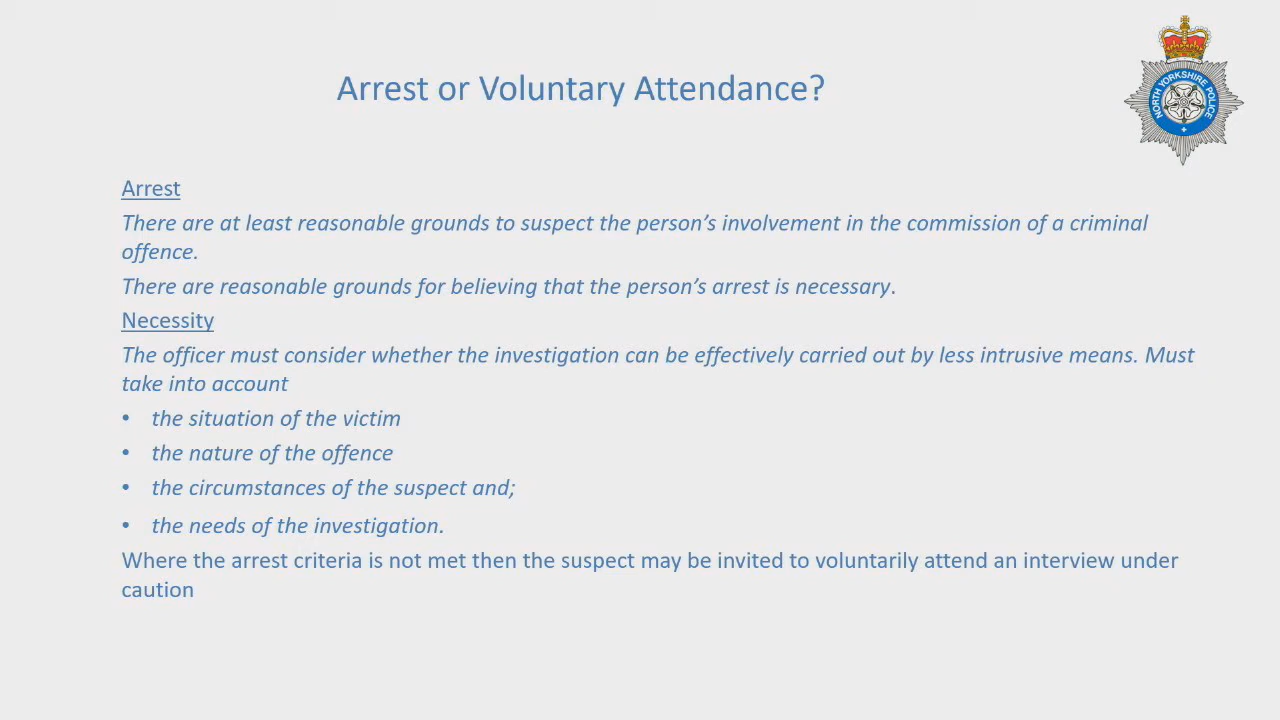 Arrest or Voluntary Attendance?
NORTH YORKSHIRE POLICE
Arrest
There are at least reasonable grounds to suspect the person's involvement in the commission of a criminal
offence.
There are reasonable grounds for believing that the person's arrest is necessary.
Necessity
The officer must consider whether the investigation can be effectively carried out by less intrusive means. Must
take into account
• the situation of the victim
• the nature of the offence
• the circumstances of the suspect and;
• the needs of the investigation.
Where the arrest criteria is not met then the suspect may be invited to voluntarily attend an interview under
caution